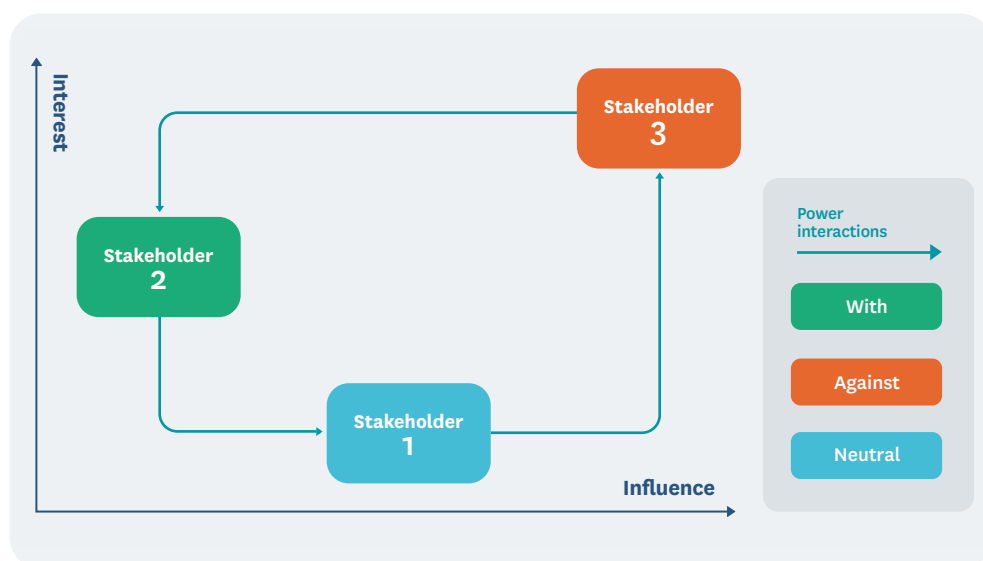 Interest
Stakeholder
3
Stakeholder
2
Stakeholder
1
Influence
Power
interactions
With
Against
Neutral